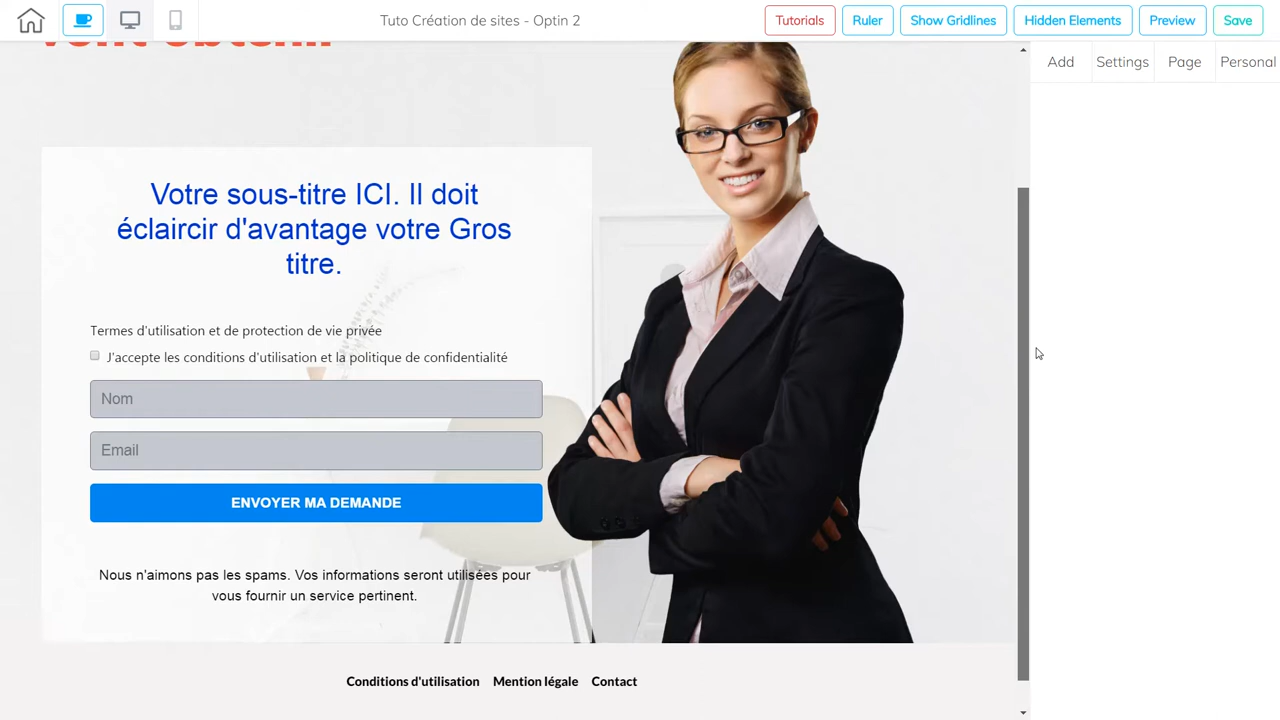 Tuto Création de sites - Optin 2
Tutorials
Ruler
Show Gridlines
Hidden Elements
Preview
Save
Add
Settings
Page
Personal
vont obtenir
Votre sous-titre ICI. Il doit
éclaircir d'avantage votre Gros
titre.
Termes d'utilisation et de protection de vie privée
J'accepte les conditions d'utilisation et la politique de confidentialité
Nom
Email
ENVOYER MA DEMANDE
Nous n'aimons pas les spams. Vos informations seront utilisées pour
vous fournir un service pertinent.
Conditions d'utilisation
Mention légale
Contact